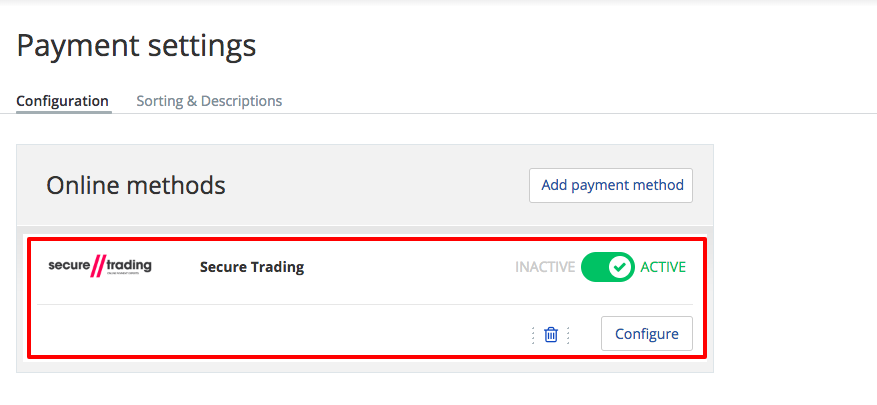 Payment settings
Configuration Sorting & Descriptions
Online methods Add payment method
secure//trading Secure Trading INACTIVE ACTIVE
Configure